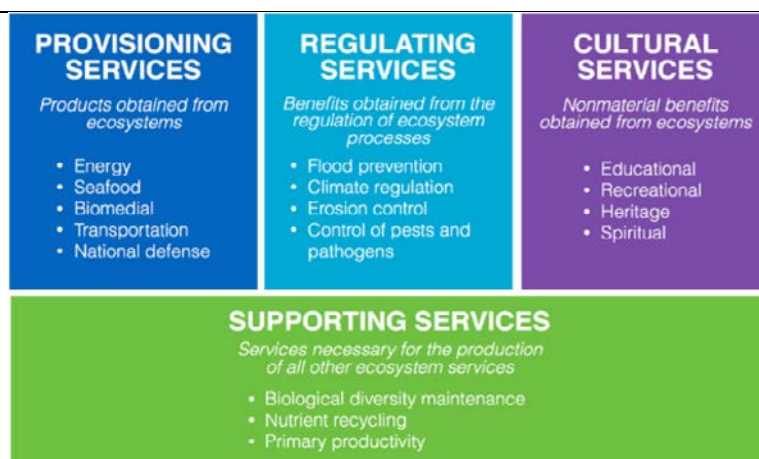 PROVISIONING
SERVICES
Products obtained from
ecosystems
• Energy
• Seafood
• Biomedial
• Transportation
• National defense
REGULATING
SERVICES
Benefits obtained from the
regulation of ecosystem
processes
• Flood prevention
• Climate regulation
• Erosion control
• Control of pests and
pathogens
CULTURAL
SERVICES
Nonmaterial benefits
obtained from ecosystems
• Educational
• Recreational
• Heritage
• Spiritual
SUPPORTING SERVICES
Services necessary for the production
of all other ecosystem services
• Biological diversity maintenance
• Nutrient recycling
• Primary productivity